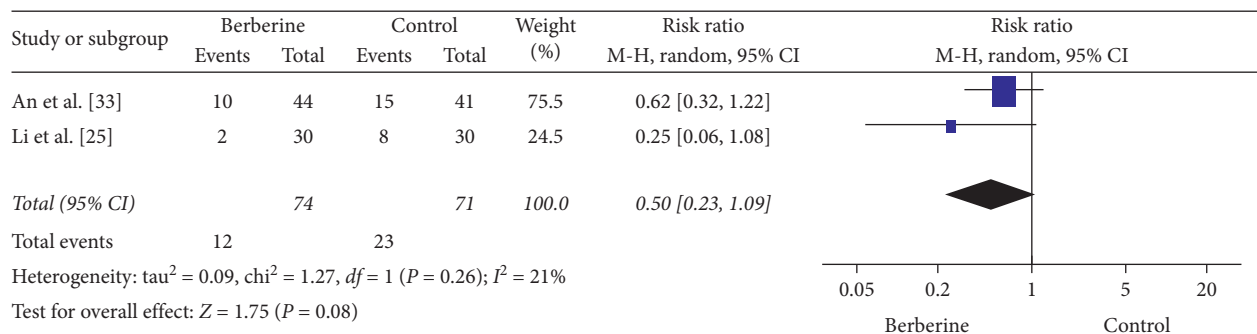 Study or subgroup Berberine Control Weight (%) Risk ratio Risk ratio
Events Total Events Total M-H, random, 95% CI M-H, random, 95% CI
An et al. [33] 10 44 15 41 75.5 0.62 [0.32, 1.22]
Li et al. [25] 2 30 8 30 24.5 0.25 [0.06, 1.08]
Total (95% CI) 74 71 100.0 0.50 [0.23, 1.09]
Total events 12 23
Heterogeneity: tau² = 0.09, chi² = 1.27, df = 1 (P = 0.26); I² = 21%
Test for overall effect: Z = 1.75 (P = 0.08)
0.05 0.2 1 5 20
Berberine Control